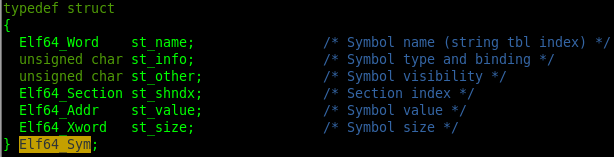 typedef struct
{
  Elf64_Word    st_name;                /* Symbol name (string tbl index) */
  unsigned char st_info;                /* Symbol type and binding */
  unsigned char st_other;               /* Symbol visibility */
  Elf64_Section st_shndx;               /* Section index */
  Elf64_Addr    st_value;               /* Symbol value */
  Elf64_Xword   st_size;                /* Symbol size */
} Elf64_Sym;